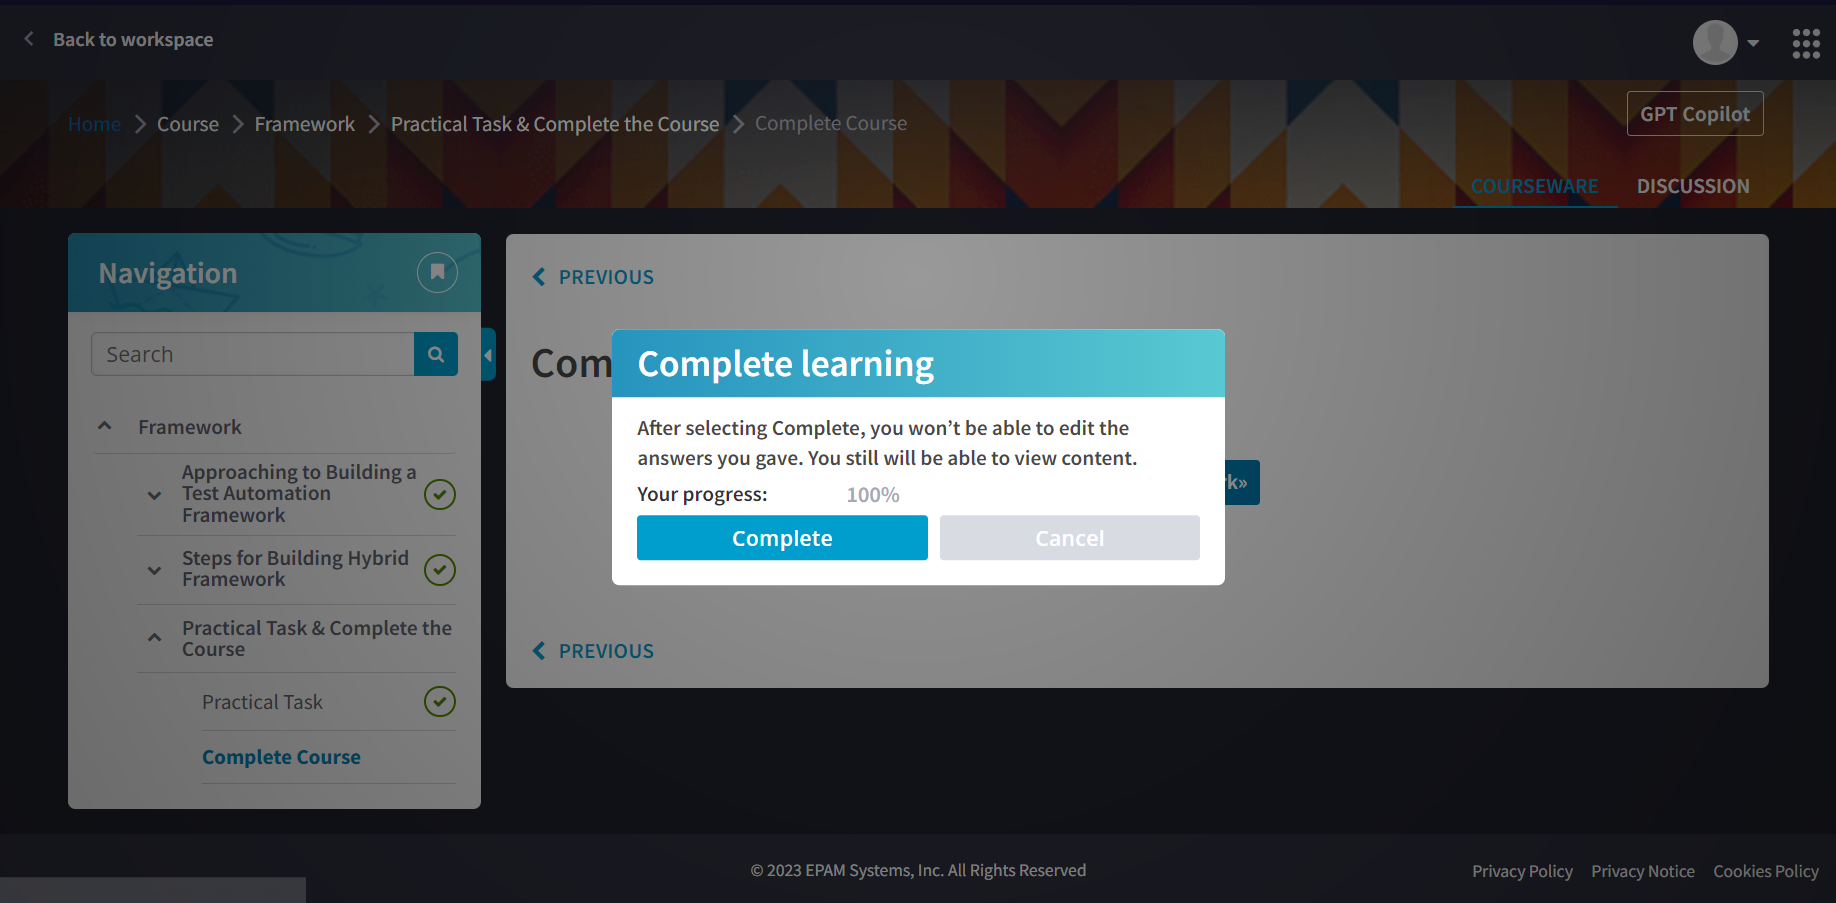 Back to workspace
Home Course Framework Practical Task & Complete the Course Complete Course
GPT Copilot
COURSEWARE DISCUSSION
Navigation
Search
Framework
Approaching to Building a
Test Automation
Framework
Steps for Building Hybrid
Framework
Practical Task & Complete the
Course
Practical Task
Complete Course
PREVIOUS
Com
Complete learning
After selecting Complete, you won’t be able to edit the
answers you gave. You still will be able to view content.
Your progress: 100%
Complete Cancel
k»
PREVIOUS
© 2023 EPAM Systems, Inc. All Rights Reserved
Privacy Policy Privacy Notice Cookies Policy